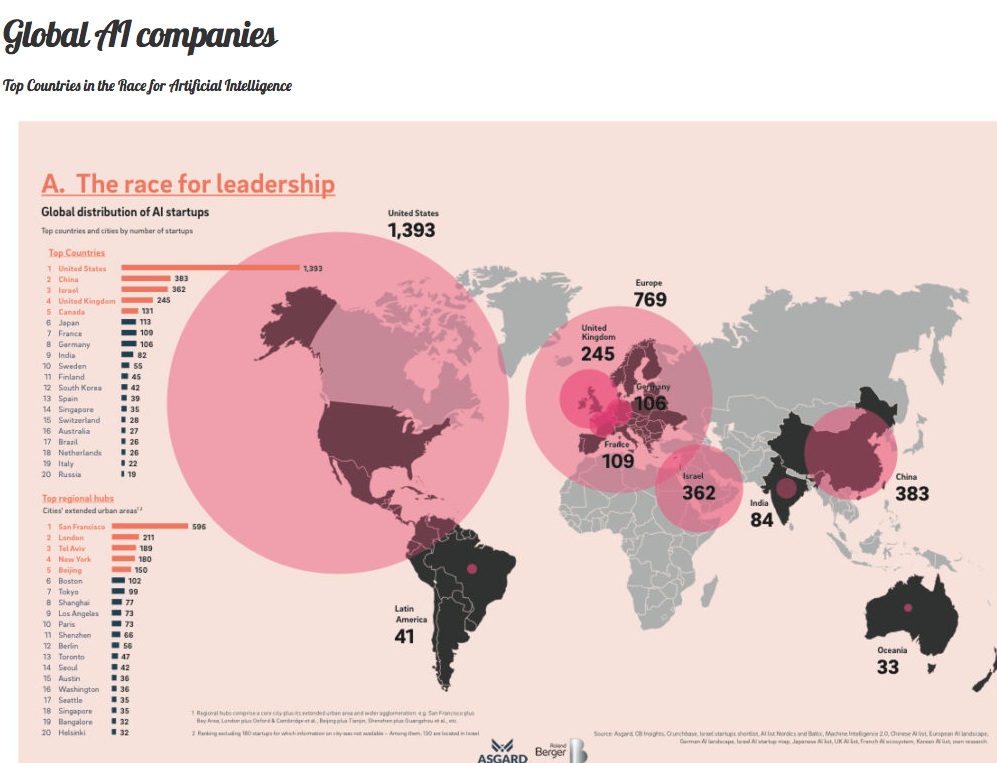 Global AI companies
Top Countries in the Race for Artificial Intelligence
A. The race for leadership
Global distribution of AI startups
Top countries and cities by number of startups
Top Countries
1 United States 1,393
2 China 383
3 Israel 362
4 United Kingdom 245
5 Canada 131
6 Japan 113
7 France 109
8 Germany 106
9 India 82
10 Sweden 55
11 Finland 45
12 South Korea 42
13 Spain 39
14 Singapore 35
15 Switzerland 28
16 Australia 27
17 Brazil 26
18 Netherlands 26
19 Italy 22
20 Russia 19
Top regional hubs
Cities' extended urban areas1,2
1 San Francisco 596
2 London 211
3 Tel Aviv 189
4 New York 180
5 Beijing 150
6 Boston 102
7 Tokyo 99
8 Shanghai 77
9 Los Angeles 73
10 Paris 73
11 Shenzhen 66
12 Berlin 56
13 Toronto 47
14 Seoul 42
15 Austin 36
16 Washington 36
17 Seattle 35
18 Singapore 35
19 Bangalore 32
20 Helsinki 32
United States
1,393
Europe
769
United
Kingdom
245
Germany
106
France
109
Israel
362
India
84
China
383
Latin
America
41
Oceania
33
1 Regional hubs comprise a core city plus its extended urban area and wider agglomeration: e.g. San Francisco plus
Bay Area, London plus Oxford & Cambridge et al., Beijing plus Tianjin, Shenzhen plus Guangzhou et al., etc.
2 Ranking excluding 180 startups for which information on city was not available – Among them, 130 are located in Israel
Source: Asgard, CB Insights, Crunchbase, Israel startups shortlist, AI list Nordics and Baltic, Machine Intelligence 2.0, Chinese AI list, European AI landscape,
German AI landscape, Israel AI startup map, Japanese AI list, UK AI list, French AI ecosystem, Korean AI list, own research.
ASGARD
Roland
Berger
B